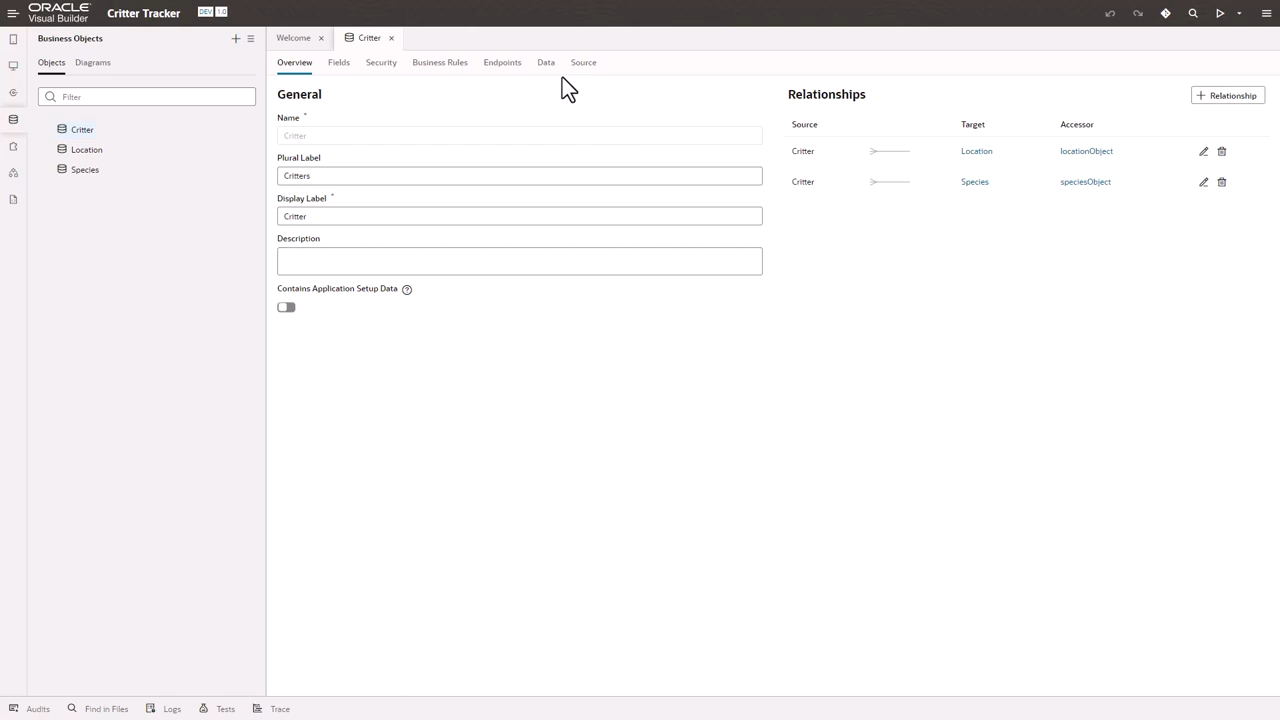 ORACLE
Visual Builder
Critter Tracker
DEV 1.0
Business Objects
Objects Diagrams
Filter
Critter
Location
Species
Welcome
Critter
Overview Fields Security Business Rules Endpoints Data Source
General
Name *
Critter
Plural Label
Critters
Display Label *
Critter
Description
Contains Application Setup Data ?
Relationships
+ Relationship
Source Target Accessor
Critter Location locationObject
Critter Species speciesObject
Audits Find in Files Logs Tests Trace